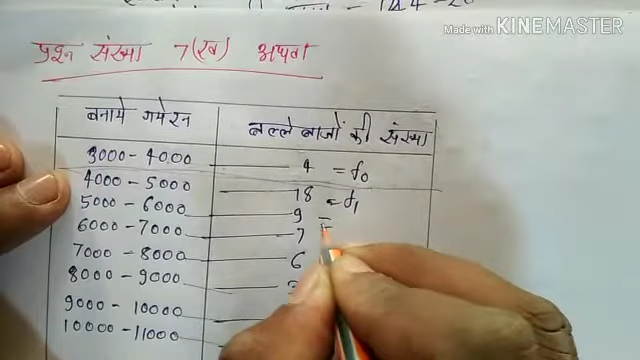 Made with KINEMASTER
प्रश्न संख्या 7(ख) अथवा
बनाये गये रन बल्ले बाजों की संख्या
3000-4000 4 = f0
4000-5000 18 = f1
5000-6000 9 =
6000-7000 7
7000-8000 6
8000-9000
9000-10000
10000-11000